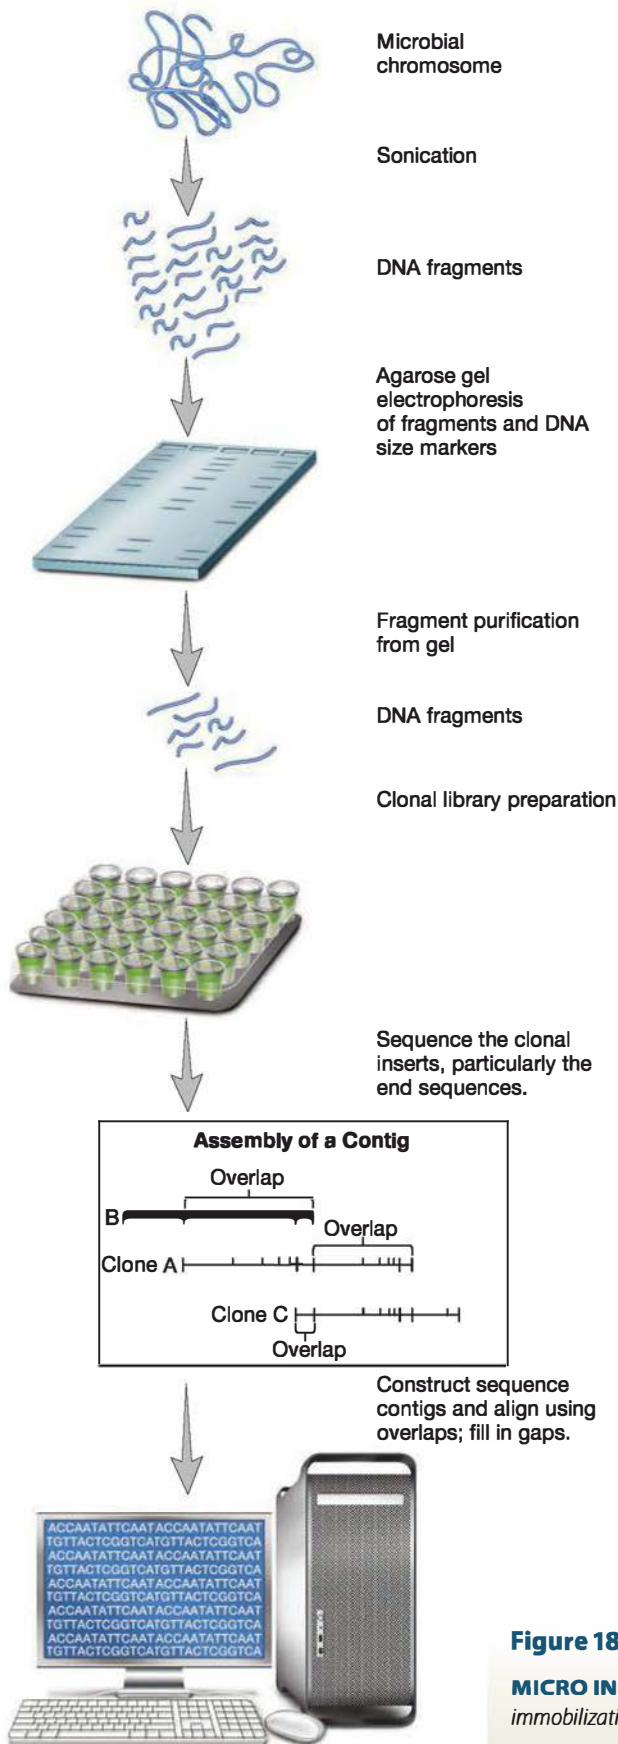 Microbial
chromosome
Sonication
DNA fragments
Agarose gel
electrophoresis
of fragments and DNA
size markers
Fragment purification
from gel
DNA fragments
Clonal library preparation
Sequence the clonal
inserts, particularly the
end sequences.
Assembly of a Contig
Overlap
B
Overlap
Clone A
Clone C
Overlap
Construct sequence
contigs and align using
overlaps; fill in gaps.
ACCAATATTCAATACCAATATTCAAT
TGTTACTCGGTCATGTTACTCGGTCA
ACCAATATTCAATACCAATATTCAAT
TGTTACTCGGTCATGTTACTCGGTCA
ACCAATATTCAATACCAATATTCAAT
TGTTACTCGGTCATGTTACTCGGTCA
ACCAATATTCAATACCAATATTCAAT
TGTTACTCGGTCATGTTACTCGGTCA
ACCAATATTCAATACCAATATTCAAT
TGTTACTCGGTCATGTTACTCGGTCA
Figure 18
MICRO IN